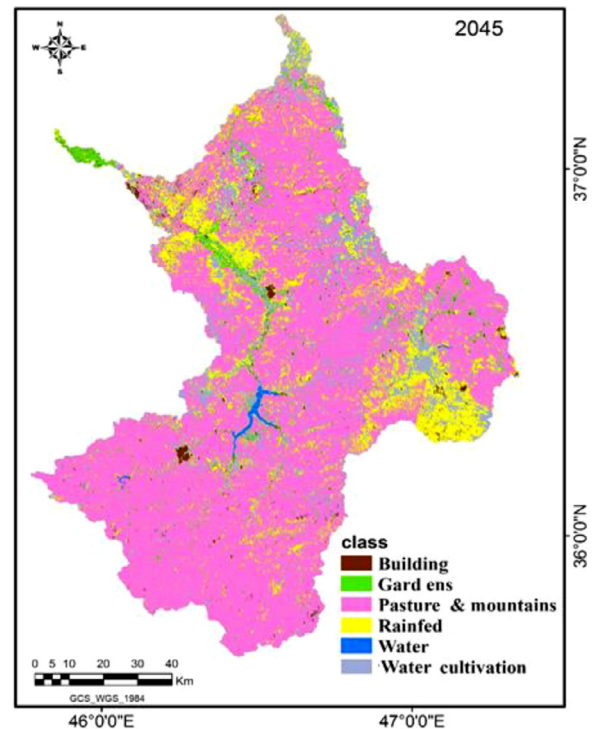 2045
N
W E
S
37°0'0"N
36°0'0"N
class
Building
Gard ens
Pasture & mountains
Rainfed
Water
Water cultivation
0 5 10 20 30 40
Km
GCS_WGS_1984
46°0'0"E 47°0'0"E